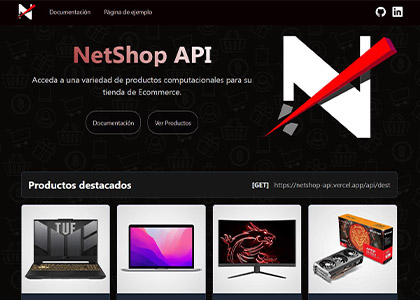 Documentación Página de ejemplo
NetShop API
Acceda a una variedad de productos computacionales para su
tienda de Ecommerce.
Documentación Ver Productos
Productos destacados [GET] https://netshop-api.vercel.app/api/dest
TUF